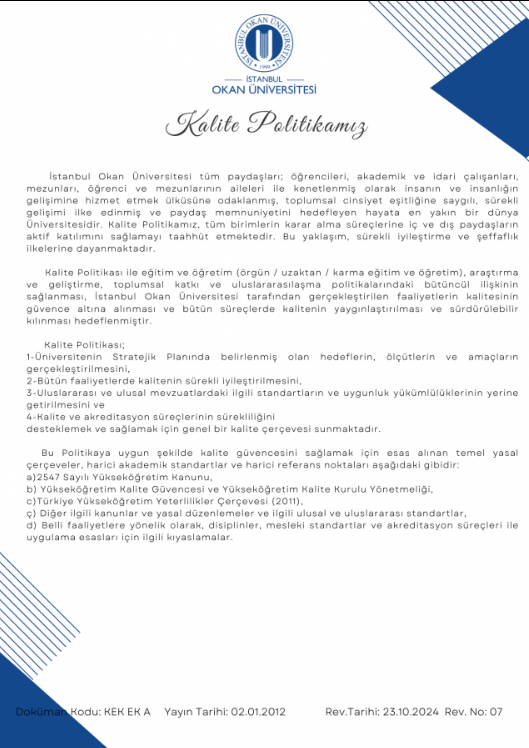 İSTANBUL OKAN ÜNİVERSİTESİ
1999
İSTANBUL
OKAN ÜNİVERSİTESİ
Kalite Politikamız
İstanbul Okan Üniversitesi tüm paydaşları; öğrencileri, akademik ve idari çalışanları,
mezunları, öğrenci ve mezunlarının aileleri ile kenetlenmiş olarak insanın ve insanlığın
gelişimine hizmet etmek ülküsüne odaklanmış, toplumsal cinsiyet eşitliğine saygılı, sürekli
gelişimi ilke edinmiş ve paydaş memnuniyetini hedefleyen hayata en yakın bir dünya
Üniversitesidir. Kalite Politikamız, tüm birimlerin karar alma süreçlerine iç ve dış paydaşların
aktif katılımını sağlamayı taahhüt etmektedir. Bu yaklaşım, sürekli iyileştirme ve şeffaflık
ilkelerine dayanmaktadır.
Kalite Politikası ile eğitim ve öğretim (örgün / uzaktan / karma eğitim ve öğretim), araştırma
ve geliştirme, toplumsal katkı ve uluslararasılaşma politikalarındaki bütüncül ilişkinin
sağlanması, İstanbul Okan Üniversitesi tarafından gerçekleştirilen faaliyetlerin kalitesinin
güvence altına alınması ve bütün süreçlerde kalitenin yaygınlaştırılması ve sürdürülebilir
kılınması hedeflenmiştir.
Kalite Politikası;
1-Üniversitenin Stratejik Planında belirlenmiş olan hedeflerin, ölçütlerin ve amaçların
gerçekleştirilmesini,
2-Bütün faaliyetlerde kalitenin sürekli iyileştirilmesini,
3-Uluslararası ve ulusal mevzuatlardaki ilgili standartların ve uygunluk yükümlülüklerinin yerine
getirilmesini ve
4-Kalite ve akreditasyon süreçlerinin sürekliliğini
desteklemek ve sağlamak için genel bir kalite çerçevesi sunmaktadır.
Bu Politikaya uygun şekilde kalite güvencesini sağlamak için esas alınan temel yasal
çerçeveler, harici akademik standartlar ve harici referans noktaları aşağıdaki gibidir:
a)2547 Sayılı Yükseköğretim Kanunu,
b) Yükseköğretim Kalite Güvencesi ve Yükseköğretim Kalite Kurulu Yönetmeliği,
c)Türkiye Yükseköğretim Yeterlilikler Çerçevesi (2011),
ç) Diğer ilgili kanunlar ve yasal düzenlemeler ve ilgili ulusal ve uluslararası standartlar,
d) Belli faaliyetlere yönelik olarak, disiplinler, mesleki standartlar ve akreditasyon süreçleri ile
uygulama esasları için ilgili kıyaslamalar.
Doküman Kodu: KEK EK A Yayın Tarihi: 02.01.2012 Rev.Tarihi: 23.10.2024 Rev. No: 07